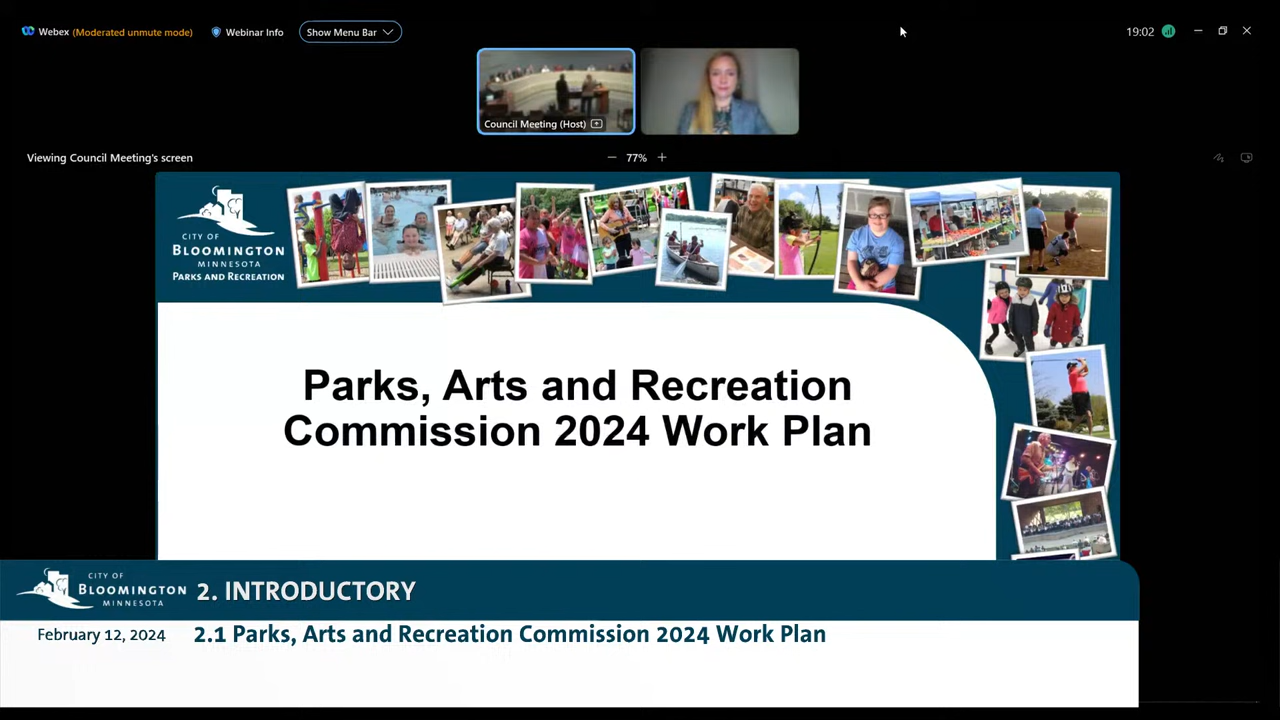 Webex (Moderated unmute mode) Webinar Info Show Menu Bar 19:02
Council Meeting (Host)
Viewing Council Meeting's screen 77%
CITY OF
BLOOMINGTON
MINNESOTA
PARKS AND RECREATION
Parks, Arts and Recreation
Commission 2024 Work Plan
CITY OF
BLOOMINGTON
MINNESOTA
2. INTRODUCTORY
February 12, 2024
2.1 Parks, Arts and Recreation Commission 2024 Work Plan